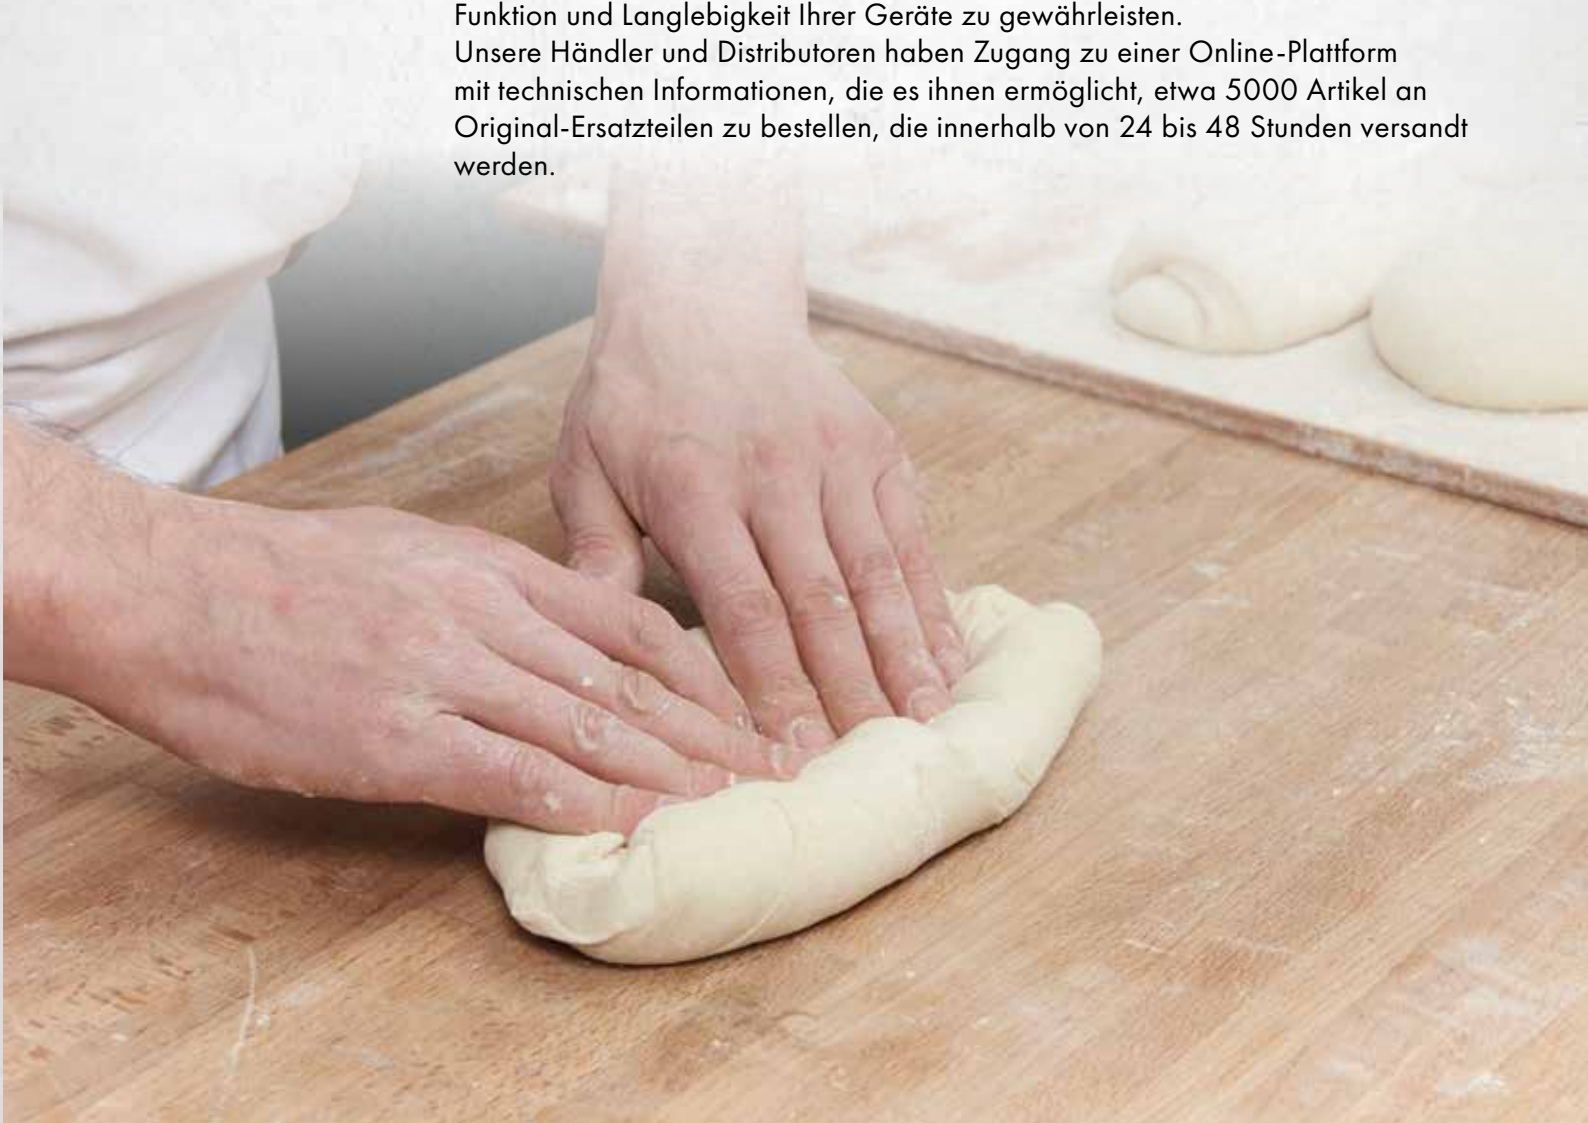 Funktion und Langlebigkeit Ihrer Geräte zu gewährleisten.
Unsere Händler und Distributoren haben Zugang zu einer Online-Plattform
mit technischen Informationen, die es ihnen ermöglicht, etwa 5000 Artikel an
Original-Ersatzteilen zu bestellen, die innerhalb von 24 bis 48 Stunden versandt
werden.